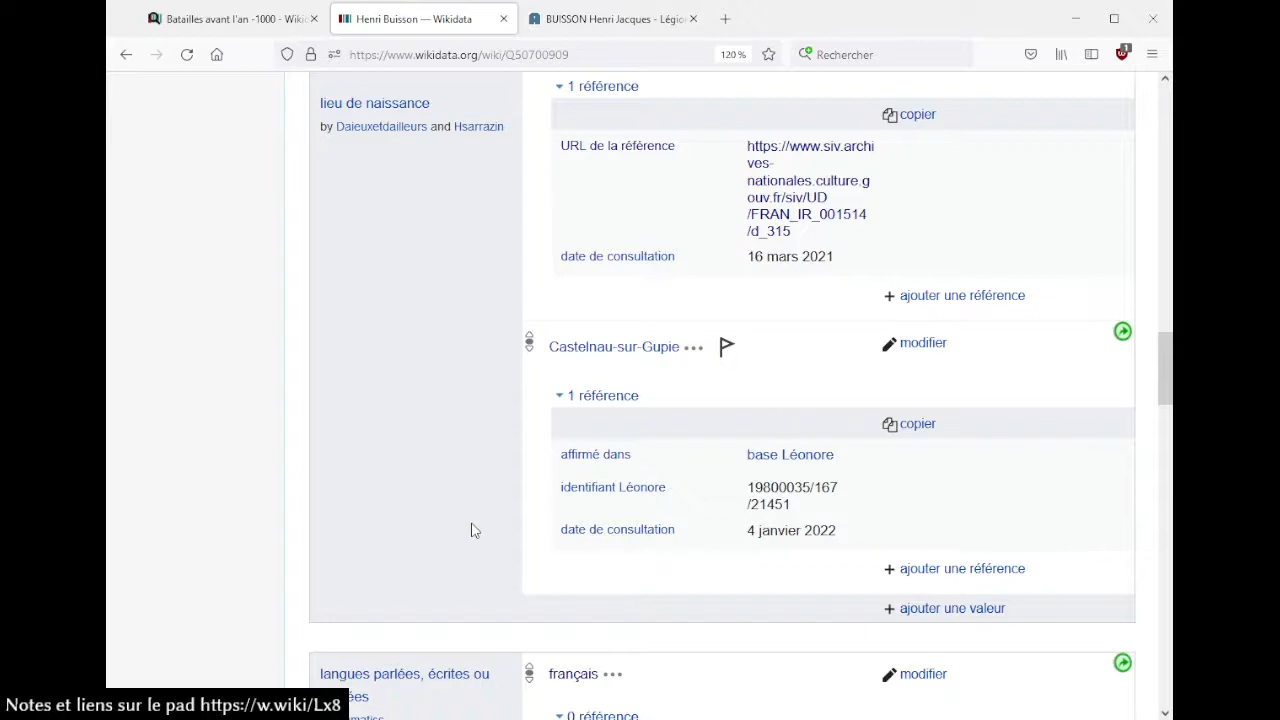 Batailles avant l'an -1000 - Wiki
Henri Buisson — Wikidata
BUISSON Henri Jacques - Légio
https://www.wikidata.org/wiki/Q50700909
120 %
Rechercher
1
1 référence
lieu de naissance
copier
by Daieuxetdailleurs and Hsarrazin
URL de la référence
https://www.siv.archi
ves-
nationales.culture.g
ouv.fr/siv/UD
/FRAN_IR_001514
/d_315
date de consultation
16 mars 2021
+ ajouter une référence
Castelnau-sur-Gupie
modifier
1 référence
copier
affirmé dans
base Léonore
identifiant Léonore
19800035/167
/21451
date de consultation
4 janvier 2022
+ ajouter une référence
+ ajouter une valeur
langues parlées, écrites ou
français
modifier
Notes et liens sur le pad https://w.wiki/Lx8
0 référence